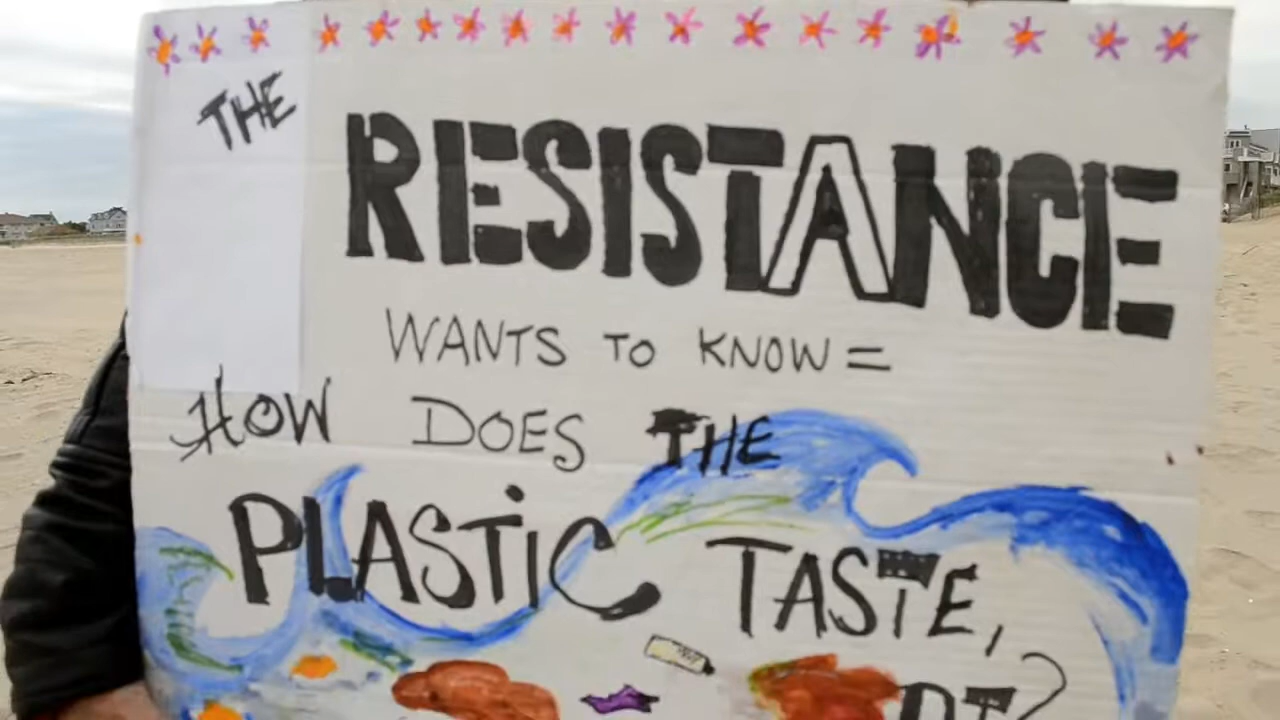 THE
RESISTANCE
WANTS TO KNOW =
HOW DOES THE
PLASTIC TASTE,